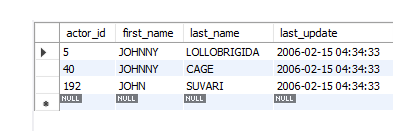 actor_id first_name last_name last_update
5 JOHNNY LOLLOBRIGIDA 2006-02-15 04:34:33
40 JOHNNY CAGE 2006-02-15 04:34:33
192 JOHN SUVARI 2006-02-15 04:34:33
NULL NULL NULL NULL